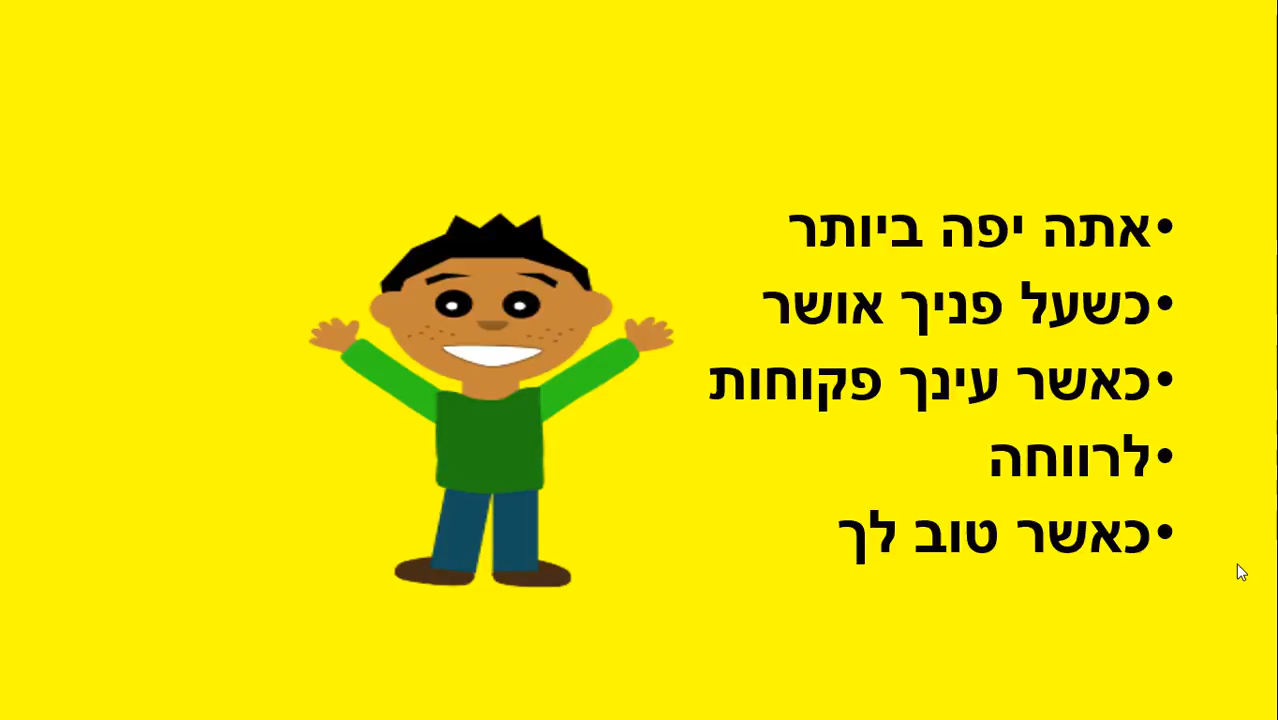 •אתה יפה ביותר
•כשעל פניך אושר
•כאשר עינך פקוחות
•לרווחה
•כאשר טוב לך